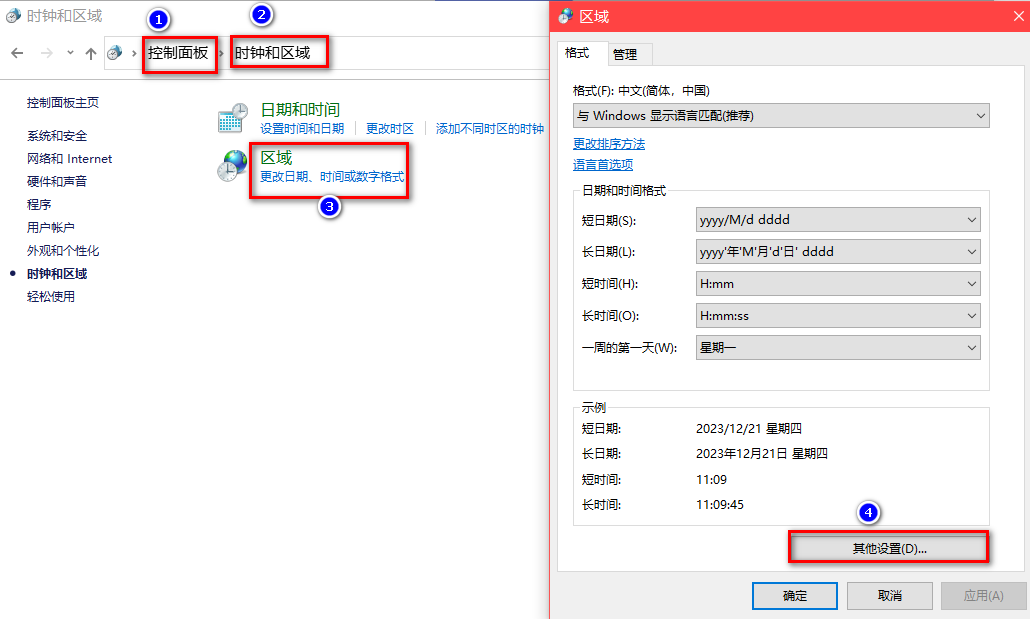 时钟和区域
1
2
控制面板
时钟和区域
控制面板主页
系统和安全
网络和 Internet
硬件和声音
程序
用户帐户
外观和个性化
时钟和区域
轻松使用
日期和时间
设置时间和日期
更改时区
添加不同时区的时钟
区域
更改日期、时间或数字格式
3
区域
格式
管理
格式(F): 中文(简体，中国)
与 Windows 显示语言匹配(推荐)
更改排序方法
语言首选项
日期和时间格式
短日期(S): yyyy/M/d dddd
长日期(L): yyyy'年'M'月'd'日' dddd
短时间(H): H:mm
长时间(O): H:mm:ss
一周的第一天(W): 星期一
示例
短日期: 2023/12/21 星期四
长日期: 2023年12月21日 星期四
短时间: 11:09
长时间: 11:09:45
4
其他设置(D)...
确定
取消
应用(A)